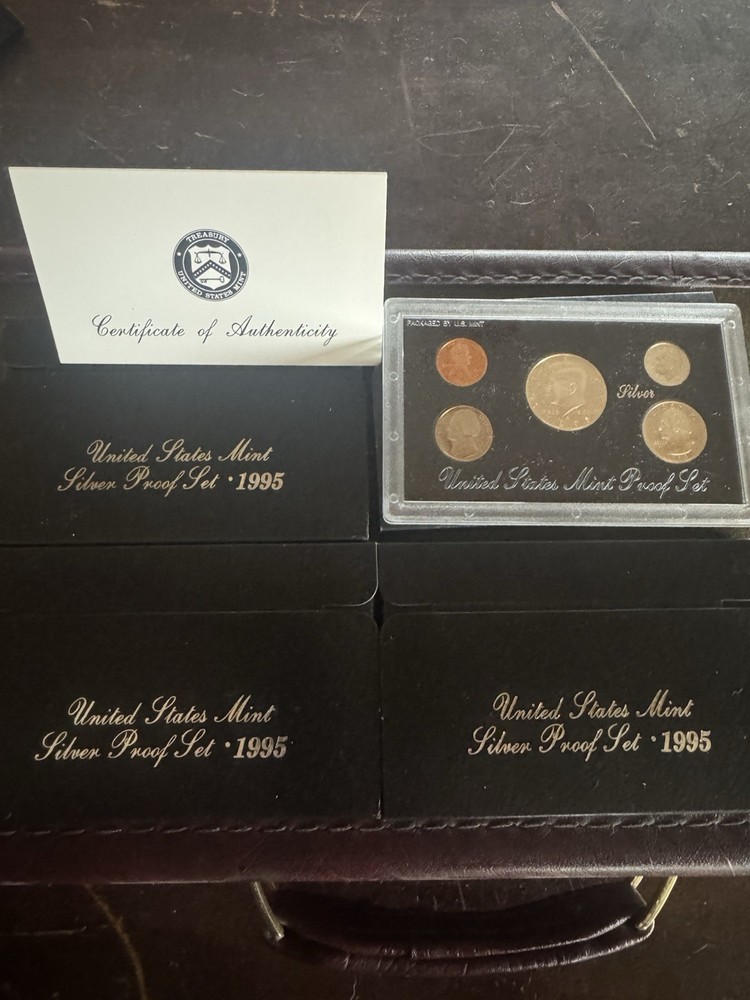 TREASURY
UNITED STATES MINT
Certificate of Authenticity
PACKAGED BY U.S. MINT
Silver
United States Mint Proof Set
United States Mint
Silver Proof Set · 1995
United States Mint
Silver Proof Set · 1995
United States Mint
Silver Proof Set · 1995